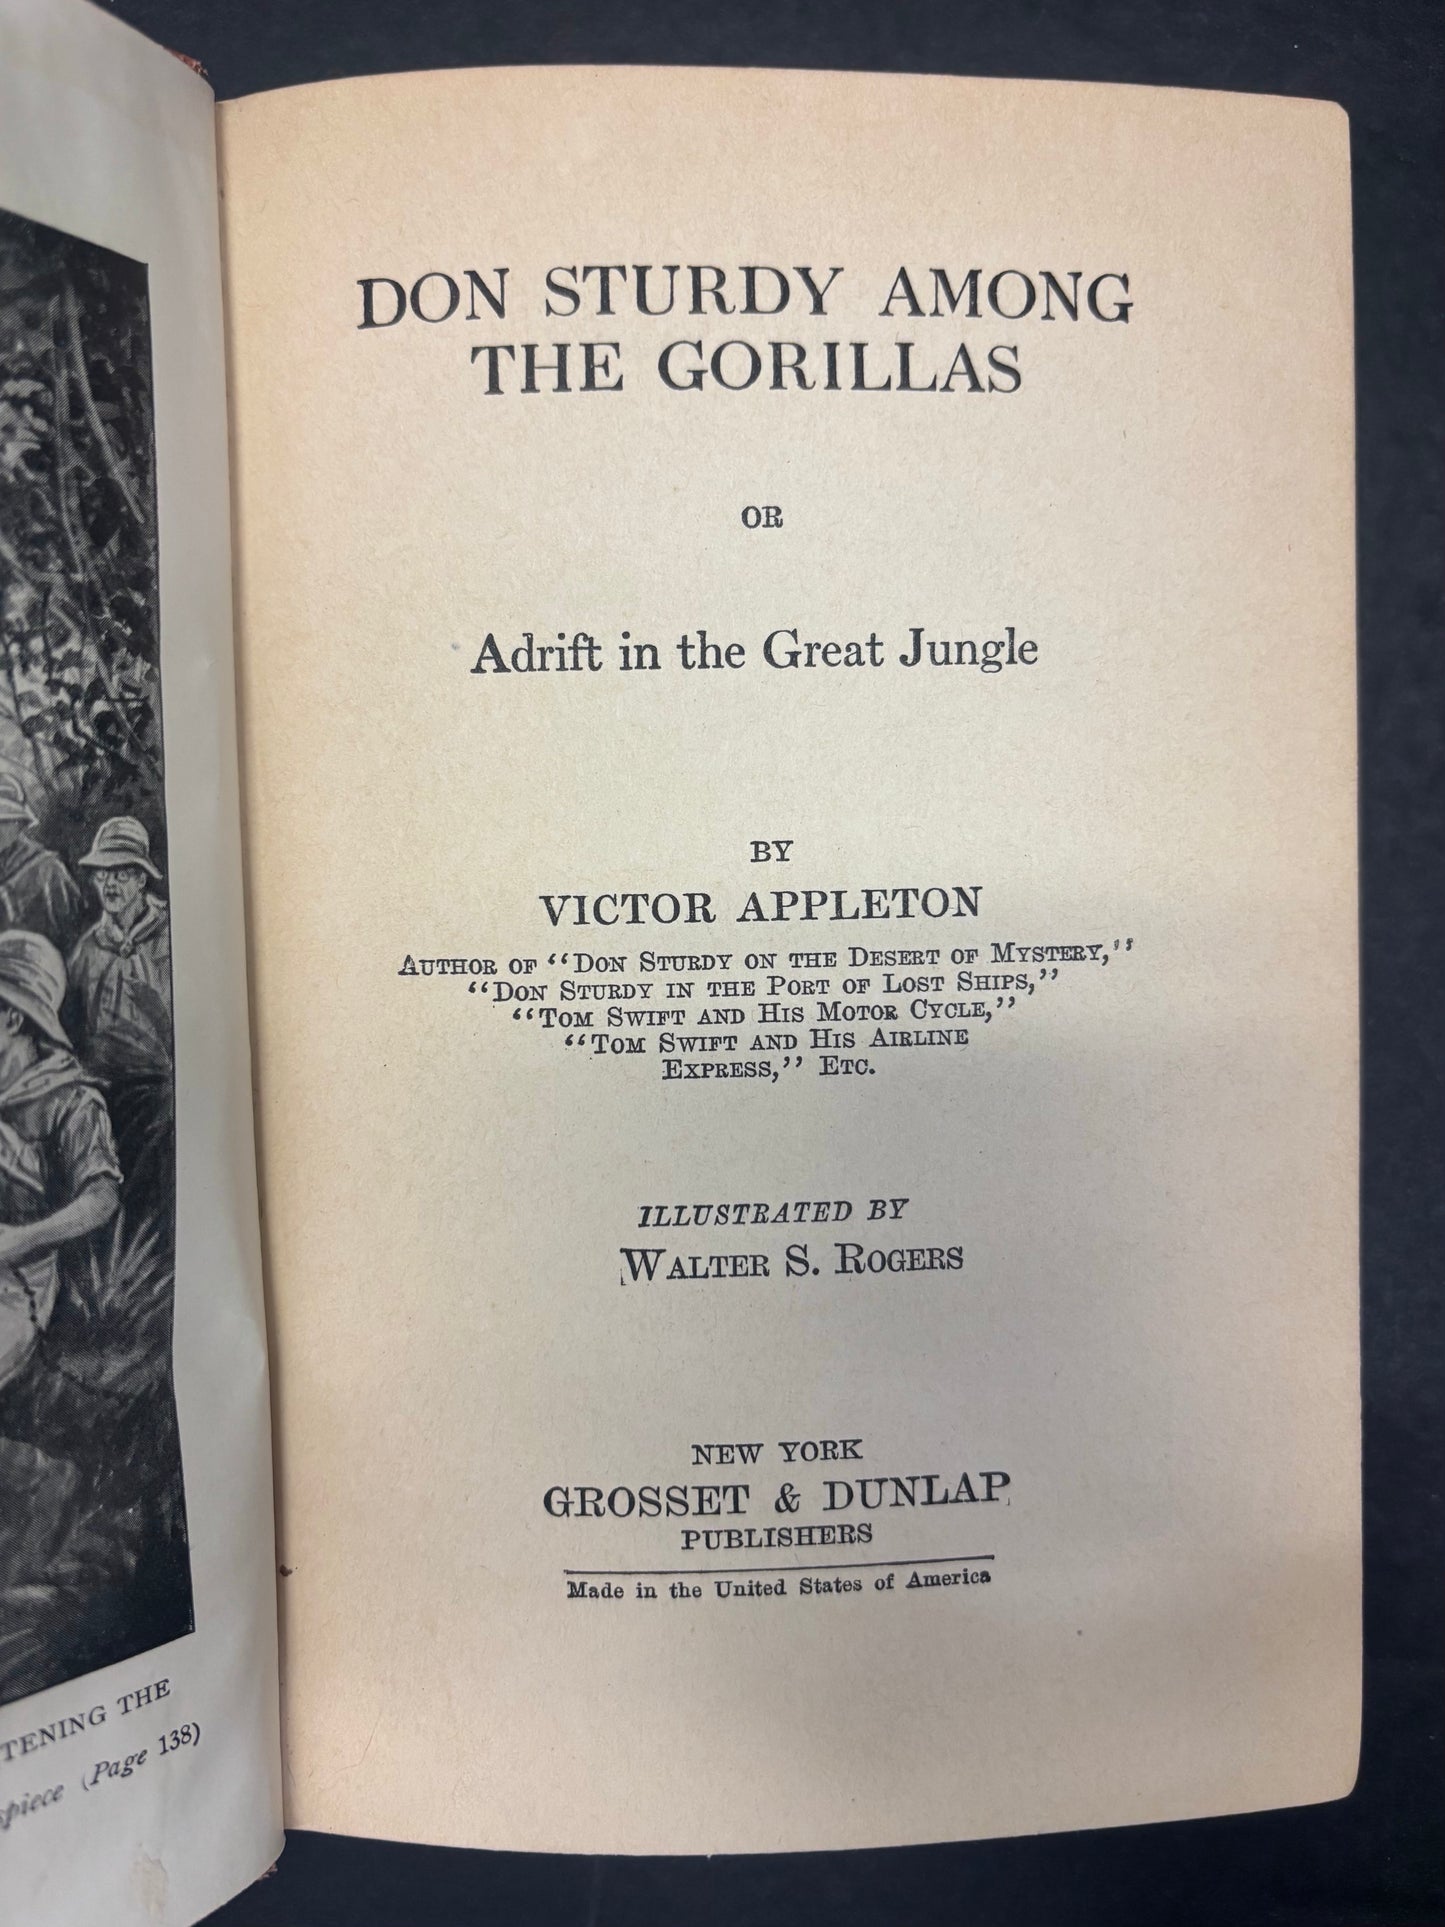 TENING THE
spiece (Page 138)
DON STURDY AMONG
THE GORILLAS
OR
Adrift in the Great Jungle
BY
VICTOR APPLETON
AUTHOR OF "DON STURDY ON THE DESERT OF MYSTERY,"
"DON STURDY IN THE PORT OF LOST SHIPS,"
"TOM SWIFT AND HIS MOTOR CYCLE,"
"TOM SWIFT AND HIS AIRLINE
EXPRESS," ETC.
ILLUSTRATED BY
WALTER S. ROGERS
NEW YORK
GROSSET & DUNLAP
PUBLISHERS
Made in the United States of America